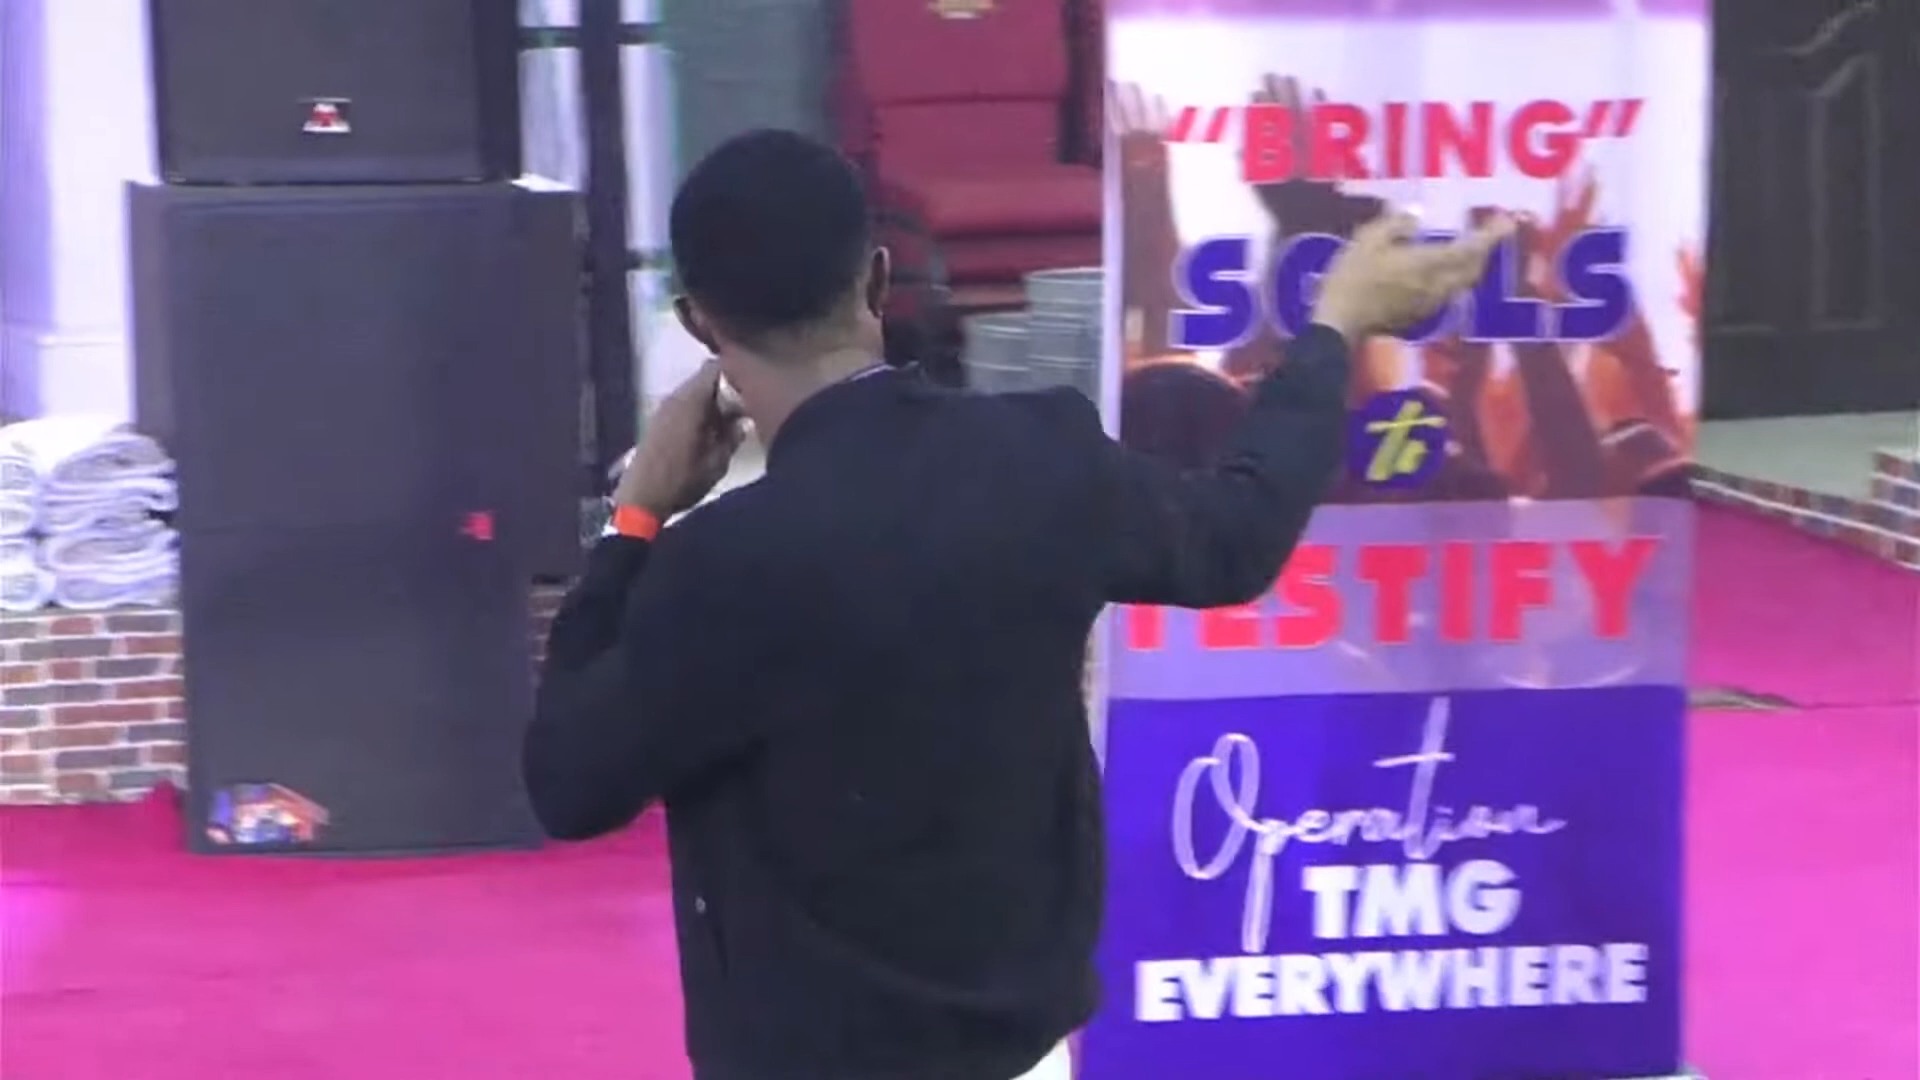 "BRING"
SOULS
to
TESTIFY
Operation
TMG
EVERYWHERE